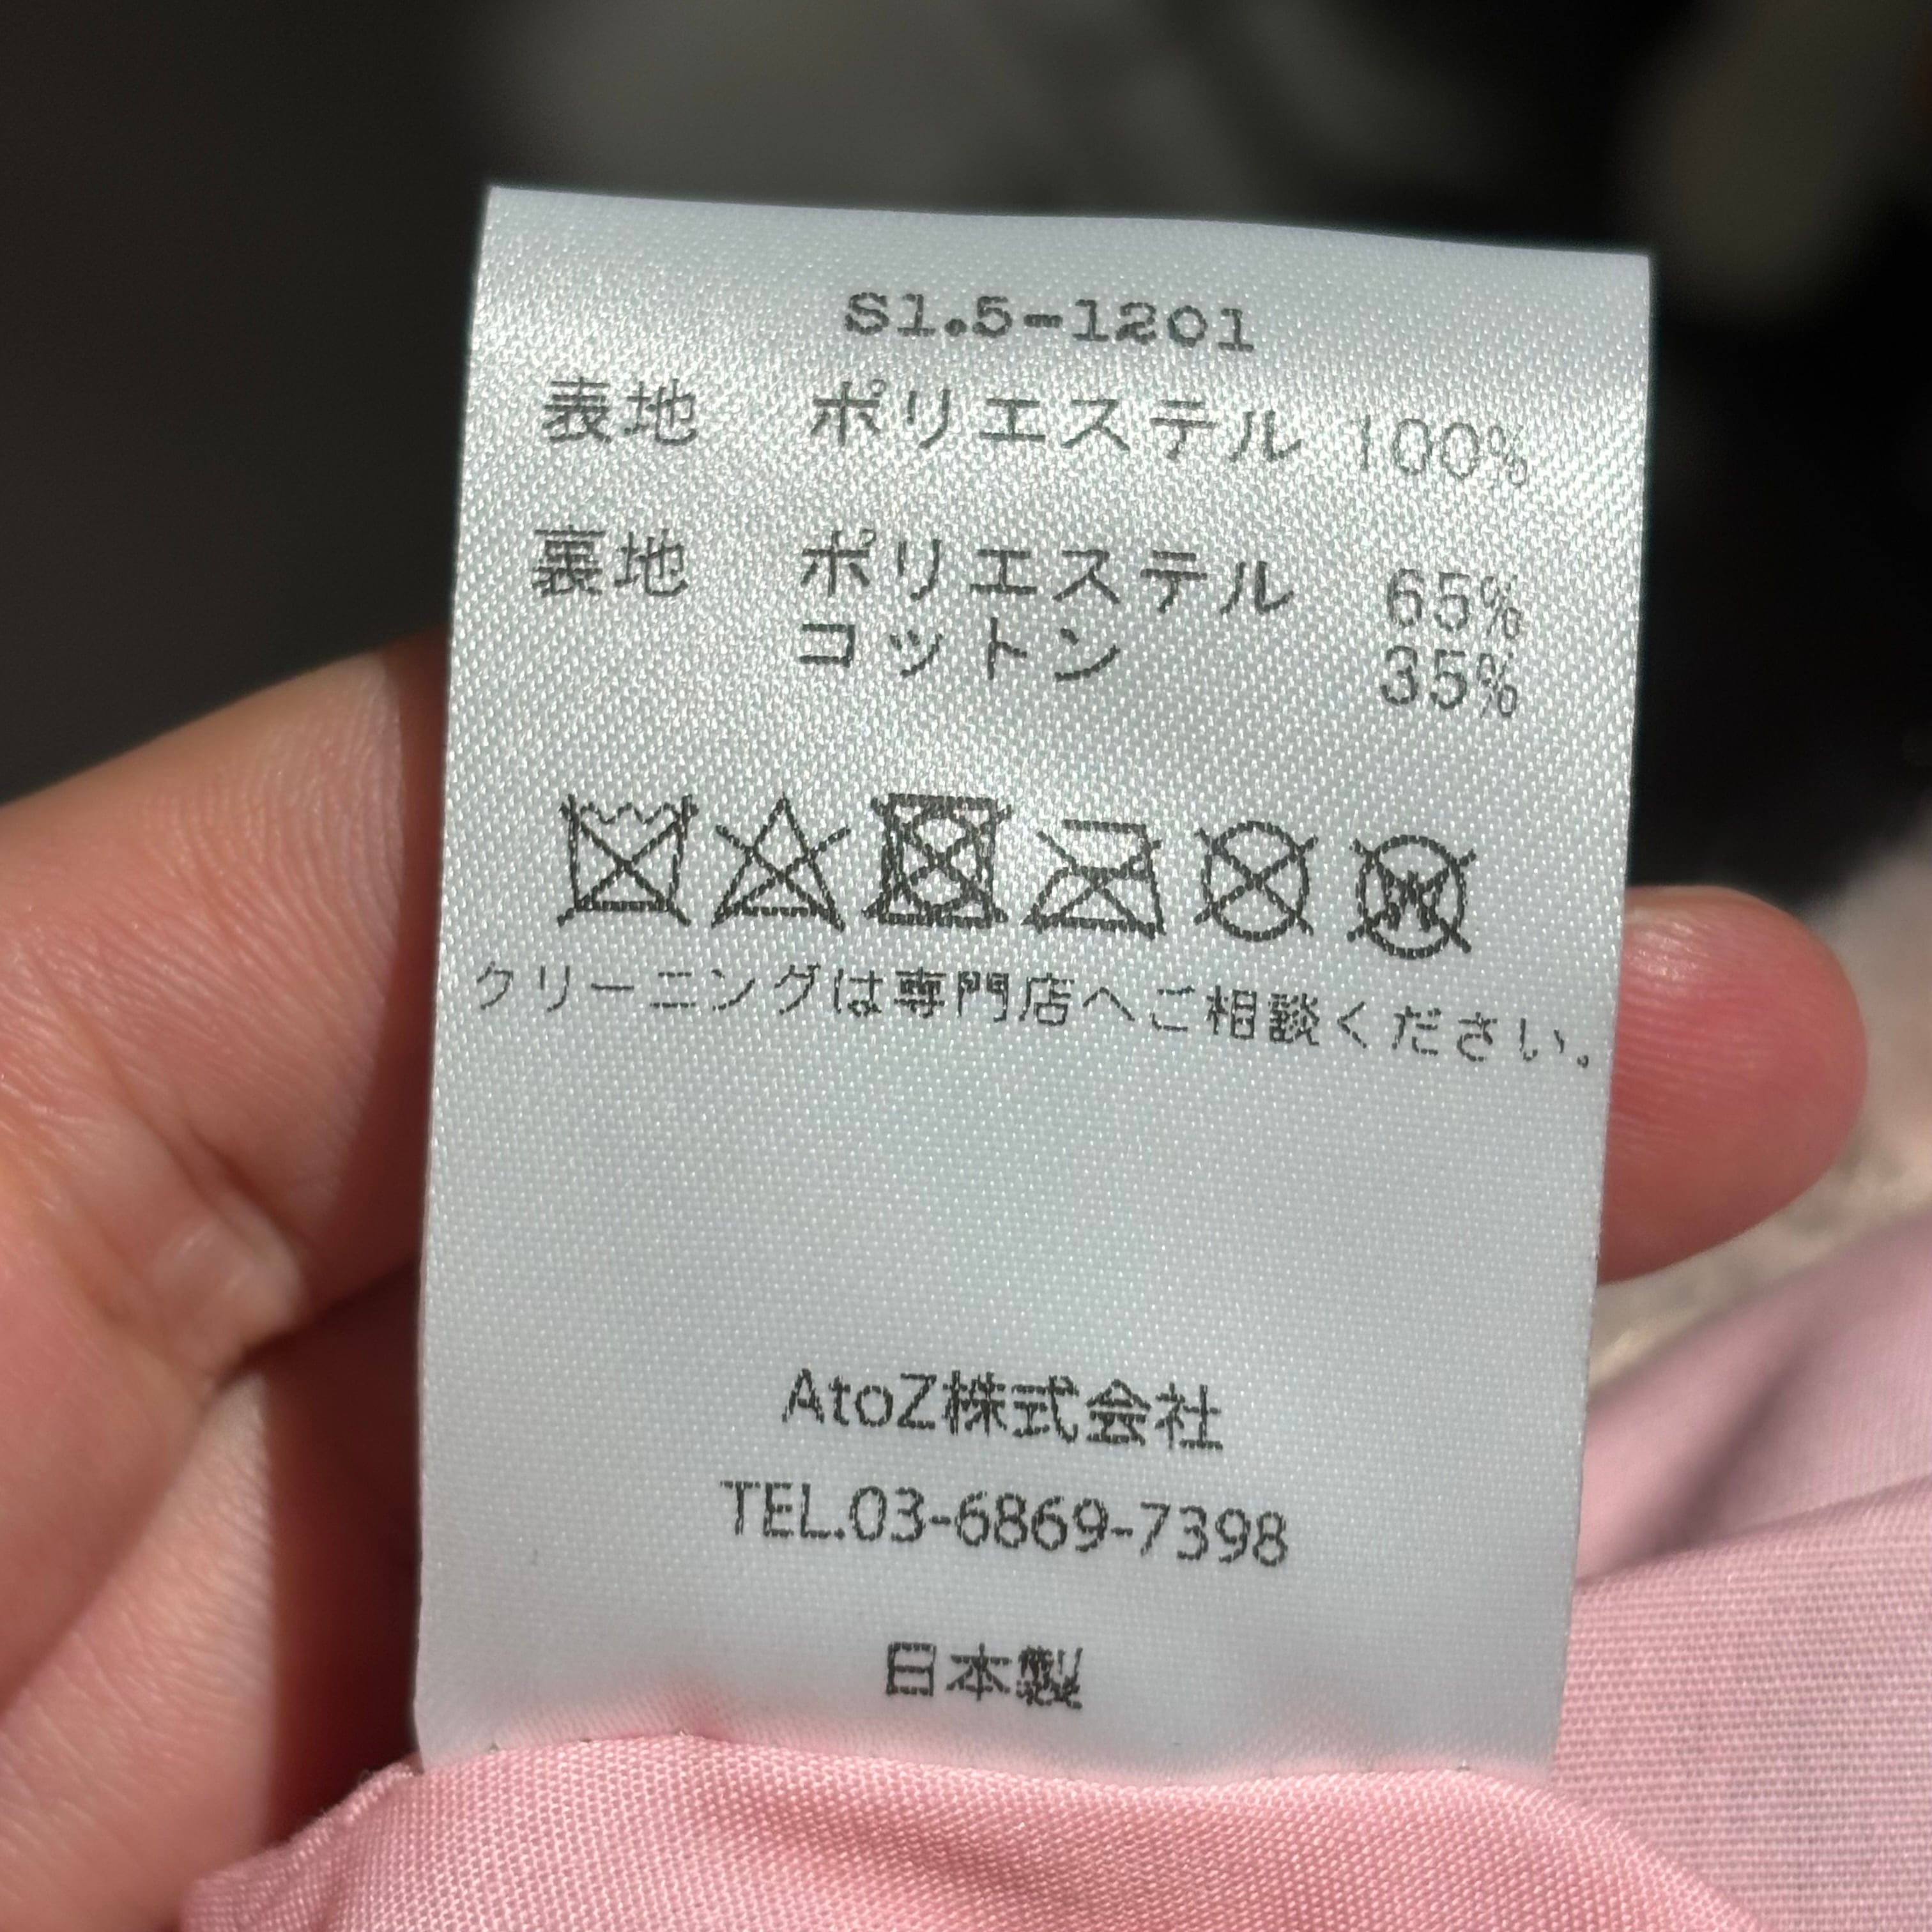 S1.5-1201
表地 ポリエステル 100%
裏地 ポリエステル 65%
コットン 35%
W
クリーニングは専門店へご相談ください。
AtoZ株式会社
TEL.03-6869-7398
日本製